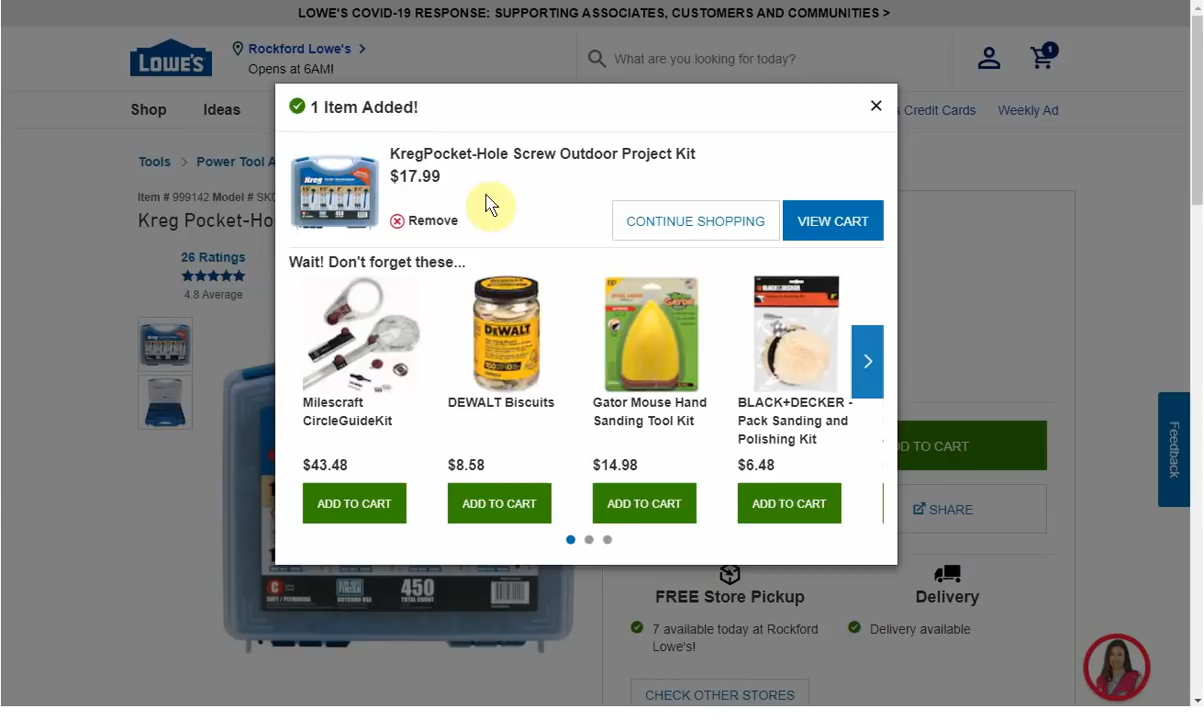 LOWE'S COVID-19 RESPONSE: SUPPORTING ASSOCIATES, CUSTOMERS AND COMMUNITIES >
LOWE'S
Rockford Lowe's >
Opens at 6AM!
What are you looking for today?
1
Shop
Ideas
Credit Cards
Weekly Ad
1 Item Added!
Tools > Power Tool A
Item # 999142 Model #
Kreg Pocket-Ho
26 Ratings
4.8 Average
Kreg
KregPocket-Hole Screw Outdoor Project Kit
$17.99
Remove
CONTINUE SHOPPING
VIEW CART
Wait! Don't forget these...
DEWALT
BLACK+DECKER
Milescraft
CircleGuideKit
DEWALT Biscuits
Gator Mouse Hand
Sanding Tool Kit
BLACK+DECKER -
Pack Sanding and
Polishing Kit
$43.48
$8.58
$14.98
$6.48
ADD TO CART
ADD TO CART
ADD TO CART
ADD TO CART
D TO CART
SHARE
Feedback
450
TOTAL COUNT
FREE Store Pickup
7 available today at Rockford
Lowe's!
Delivery
Delivery available
CHECK OTHER STORES